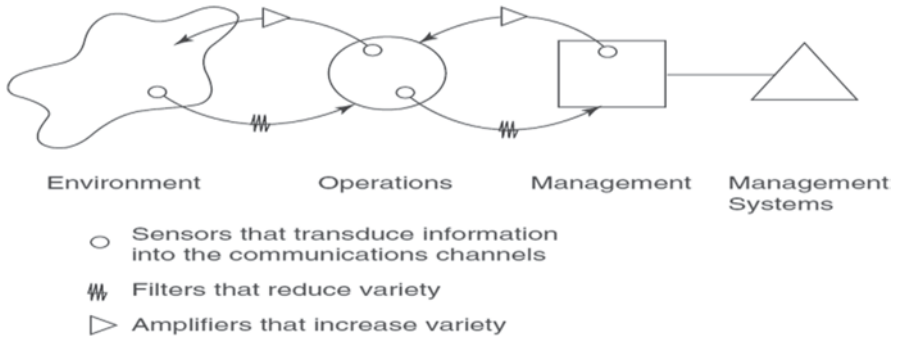 Environment
Operations
Management
Management
Systems
Sensors that transduce information
into the communications channels
Filters that reduce variety
Amplifiers that increase variety